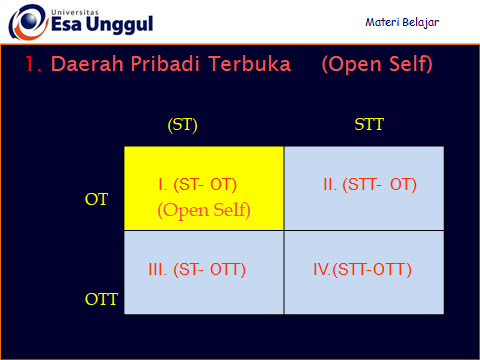 Universitas
Esa Unggul
Materi Belajar
1. Daerah Pribadi Terbuka (Open Self)
(ST) STT
OT
I. (ST- OT)
(Open Self)
II. (STT- OT)
OTT
III. (ST- OTT)
IV.(STT-OTT)